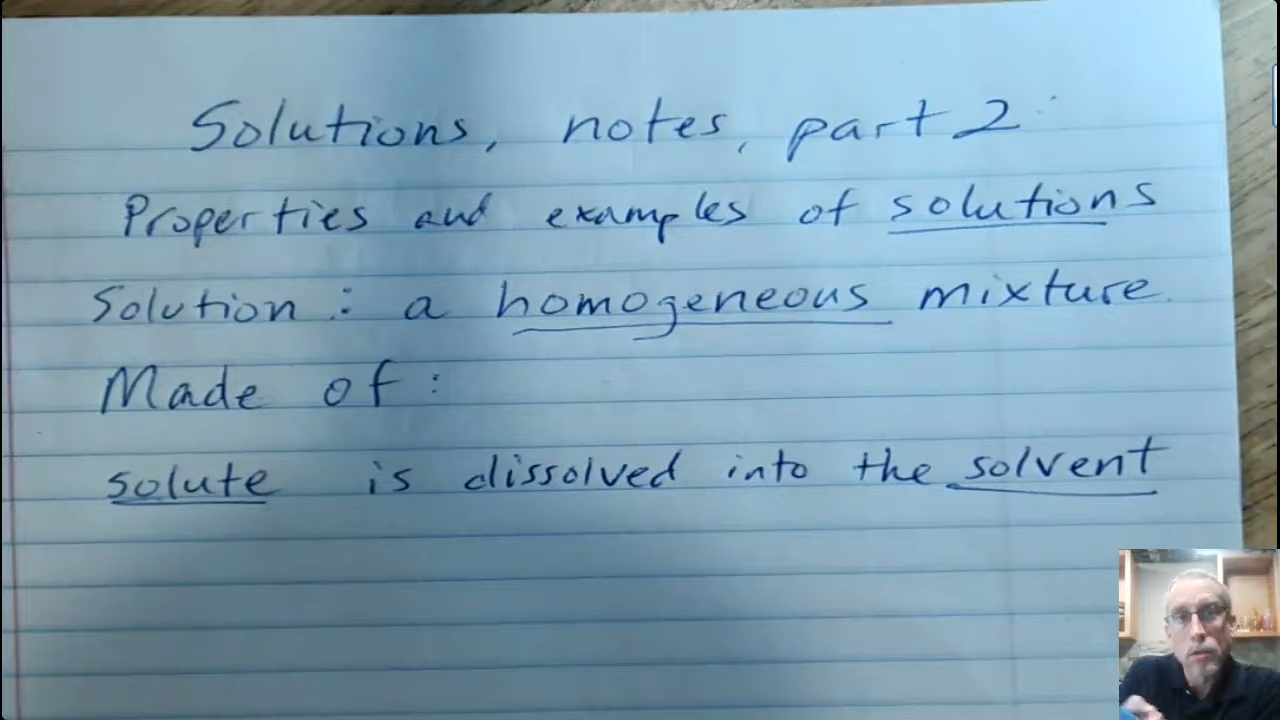 Solutions, notes, part 2:
Properties and examples of solutions
Solution: a homogeneous mixture.
Made of:
solute is dissolved into the solvent